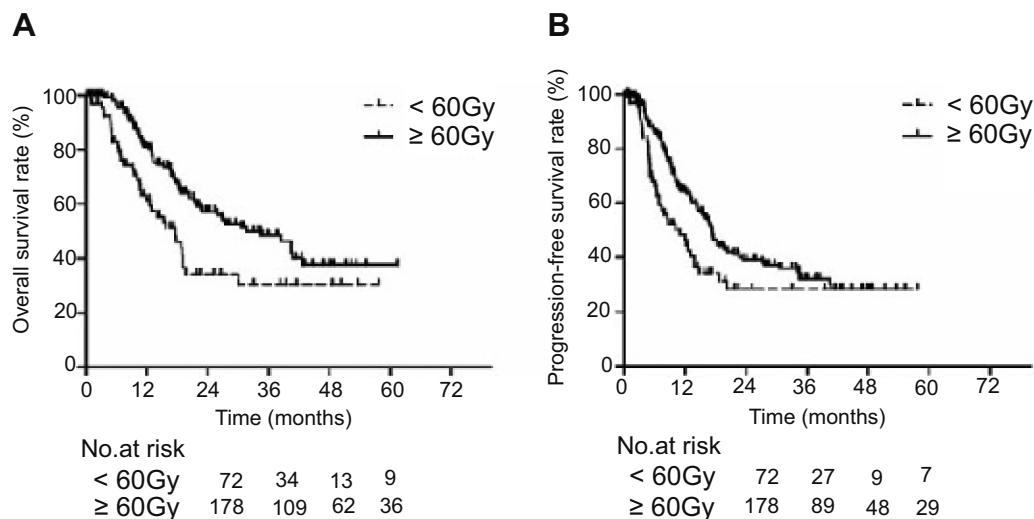 A
B
Overall survival rate (%)
100
80
60
40
20
0
0 12 24 36 48 60 72
Time (months)
< 60Gy
≥ 60Gy
No.at risk
< 60Gy 72 34 13 9
≥ 60Gy 178 109 62 36
Progression-free survival rate (%)
100
80
60
40
20
0
0 12 24 36 48 60 72
Time (months)
< 60Gy
≥ 60Gy
No.at risk
< 60Gy 72 27 9 7
≥ 60Gy 178 89 48 29